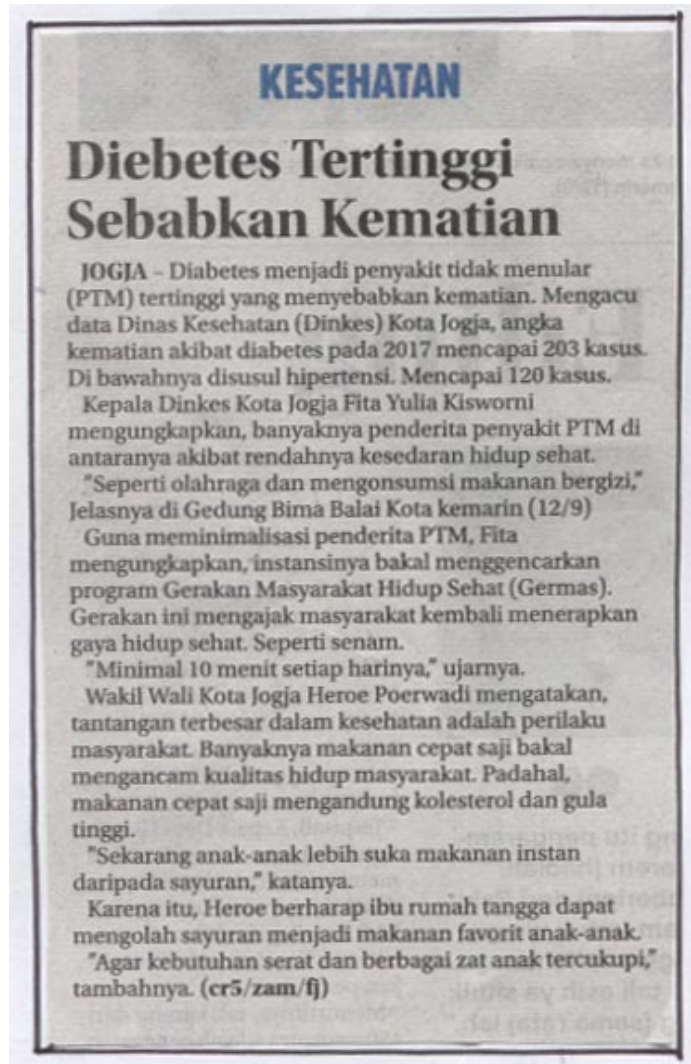 KESEHATAN
Diebetes Tertinggi
Sebabkan Kematian
JOGJA – Diabetes menjadi penyakit tidak menular
(PTM) tertinggi yang menyebabkan kematian. Mengacu
data Dinas Kesehatan (Dinkes) Kota Jogja, angka
kematian akibat diabetes pada 2017 mencapai 203 kasus.
Di bawahnya disusul hipertensi. Mencapai 120 kasus.
Kepala Dinkes Kota Jogja Fita Yulia Kisworni
mengungkapkan, banyaknya penderita penyakit PTM di
antaranya akibat rendahnya kesedaran hidup sehat.
"Seperti olahraga dan mengonsumsi makanan bergizi,"
Jelasnya di Gedung Bima Balai Kota kemarin (12/9)
Guna meminimalisasi penderita PTM, Fita
mengungkapkan, instansinya bakal menggencarkan
program Gerakan Masyarakat Hidup Sehat (Germas).
Gerakan ini mengajak masyarakat kembali menerapkan
gaya hidup sehat. Seperti senam.
"Minimal 10 menit setiap harinya," ujarnya.
Wakil Wali Kota Jogja Heroe Poerwadi mengatakan,
tantangan terbesar dalam kesehatan adalah perilaku
masyarakat. Banyaknya makanan cepat saji bakal
mengancam kualitas hidup masyarakat. Padahal,
makanan cepat saji mengandung kolesterol dan gula
tinggi.
"Sekarang anak-anak lebih suka makanan instan
daripada sayuran," katanya.
Karena itu, Heroe berharap ibu rumah tangga dapat
mengolah sayuran menjadi makanan favorit anak-anak.
"Agar kebutuhan serat dan berbagai zat anak tercukupi,"
tambahnya. (cr5/zam/fj)